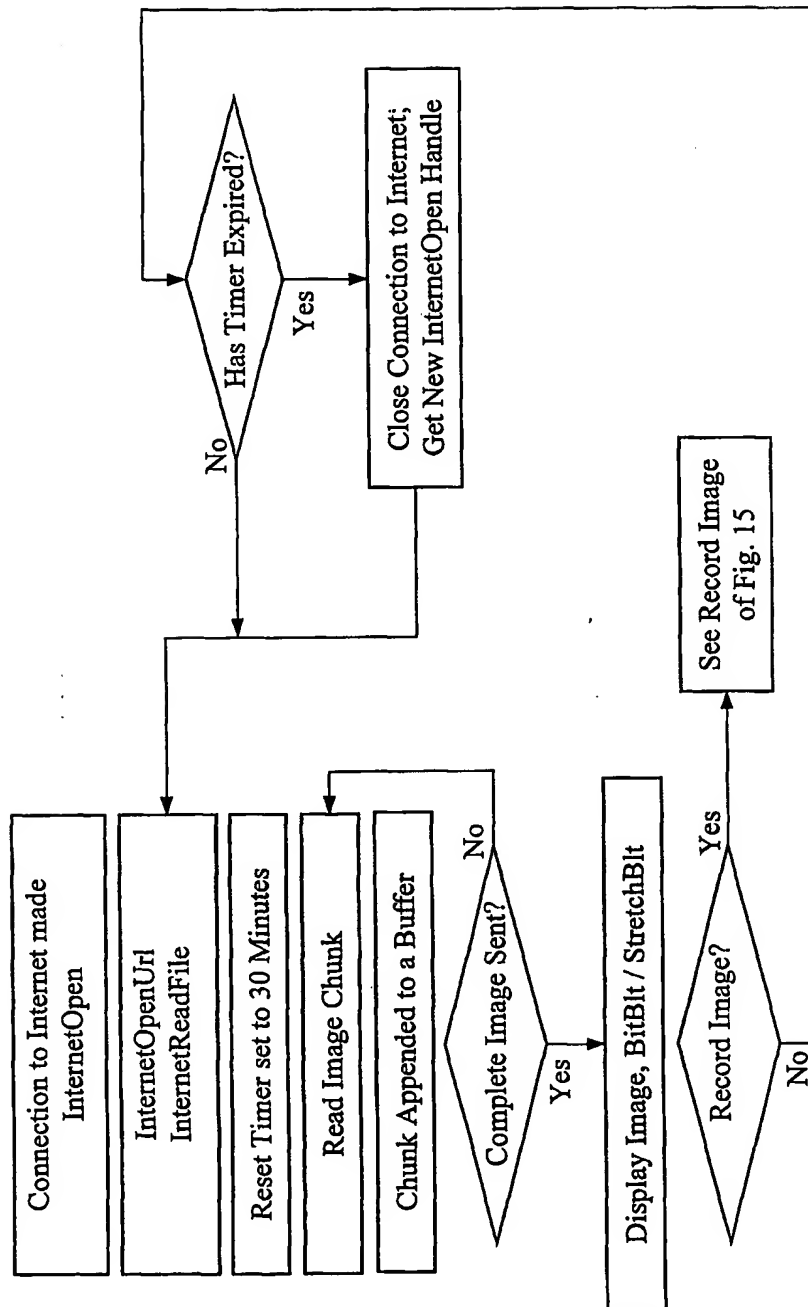 Connection to Internet made
InternetOpen
InternetOpenUrl
InternetReadFile
Reset Timer set to 30 Minutes
Read Image Chunk
Chunk Appended to a Buffer
Complete Image Sent?
No
Yes
Display Image, BitBlt / StretchBlt
Record Image?
Yes
No
See Record Image
of Fig. 15
Has Timer Expired?
No
Yes
Close Connection to Internet;
Get New InternetOpen Handle